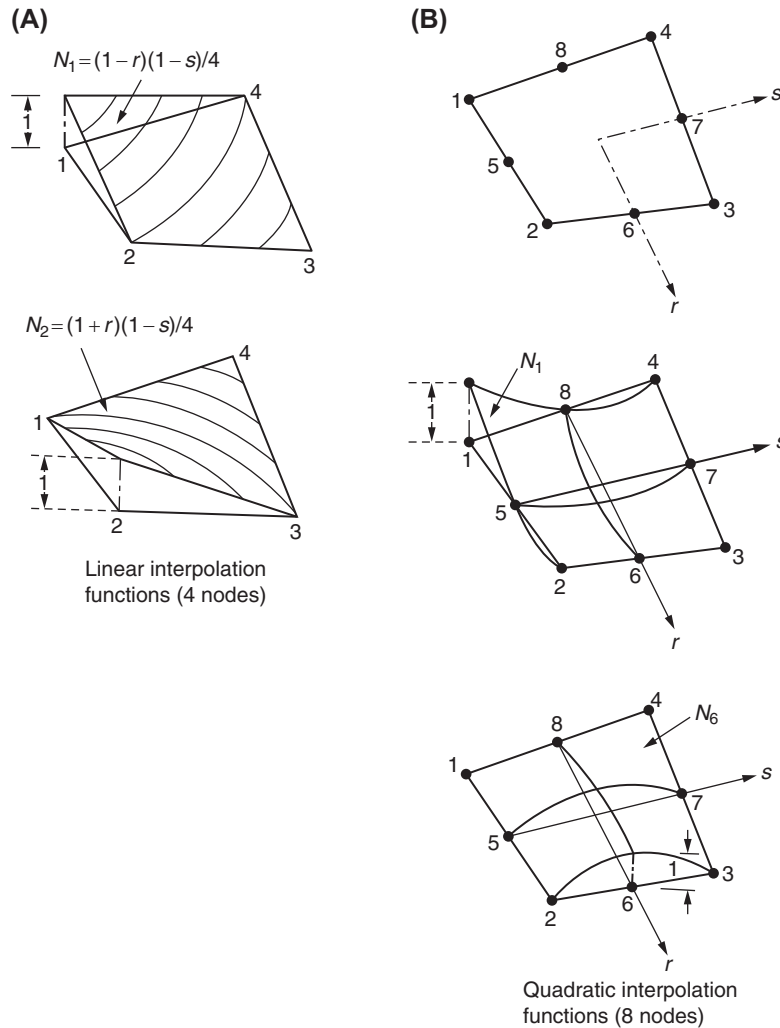 (A)
N₁=(1−r)(1−s)/4
4
1
1
2
3
N₂=(1+r)(1−s)/4
4
1
1
2
3
Linear interpolation
functions (4 nodes)
(B)
4
8
1
s
7
5
3
2
6
r
N₁
4
8
1
1
s
7
5
3
2
6
r
4
N₆
8
1
s
7
5
1
3
2
6
r
Quadratic interpolation
functions (8 nodes)